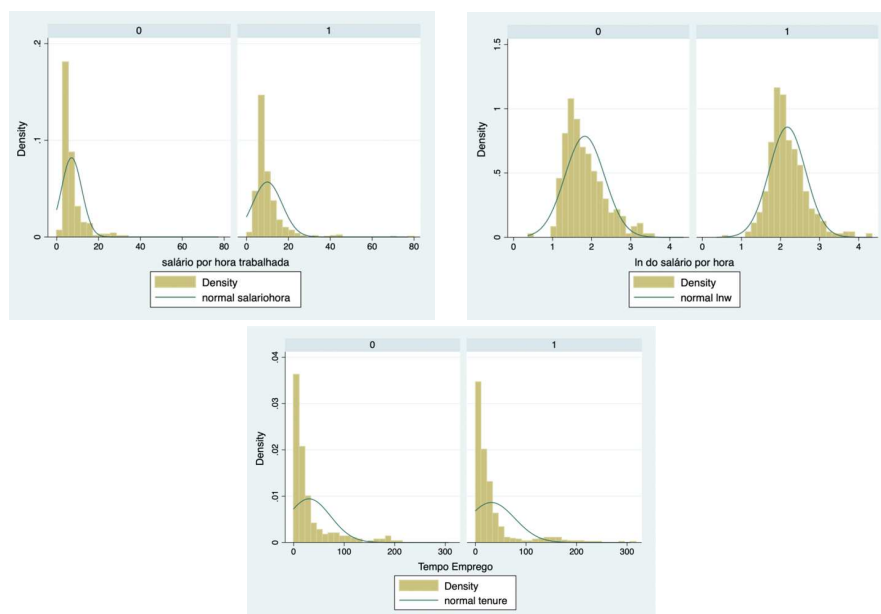 0
1
.2
.1
0
Density
0 20 40 60 80
0 20 40 60 80
salário por hora trabalhada
Density
normal salariohora
0
1
1.5
1
.5
0
Density
0 1 2 3 4
0 1 2 3 4
ln do salário por hora
Density
normal lnw
0
1
.04
.03
.02
.01
0
Density
0 100 200 300
0 100 200 300
Tempo Emprego
Density
normal tenure